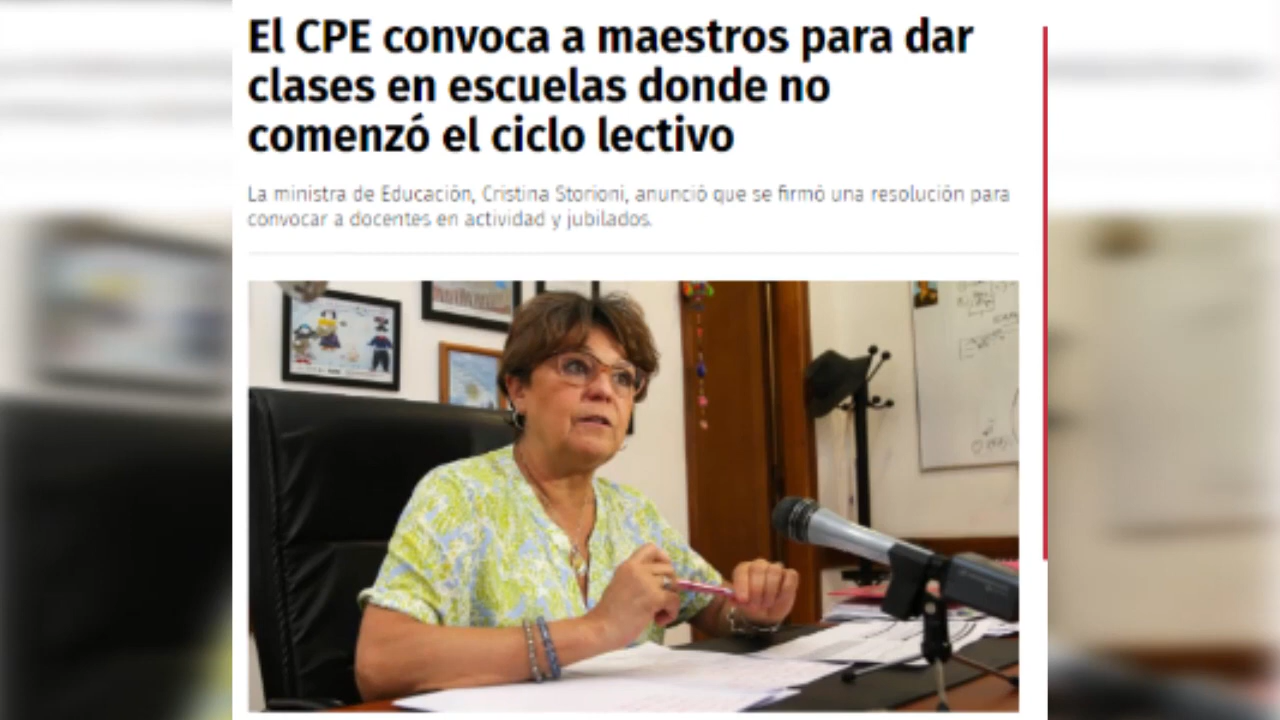 El CPE convoca a maestros para dar
clases en escuelas donde no
comenzó el ciclo lectivo
La ministra de Educación, Cristina Storioni, anunció que se firmó una resolución para
convocar a docentes en actividad y jubilados.